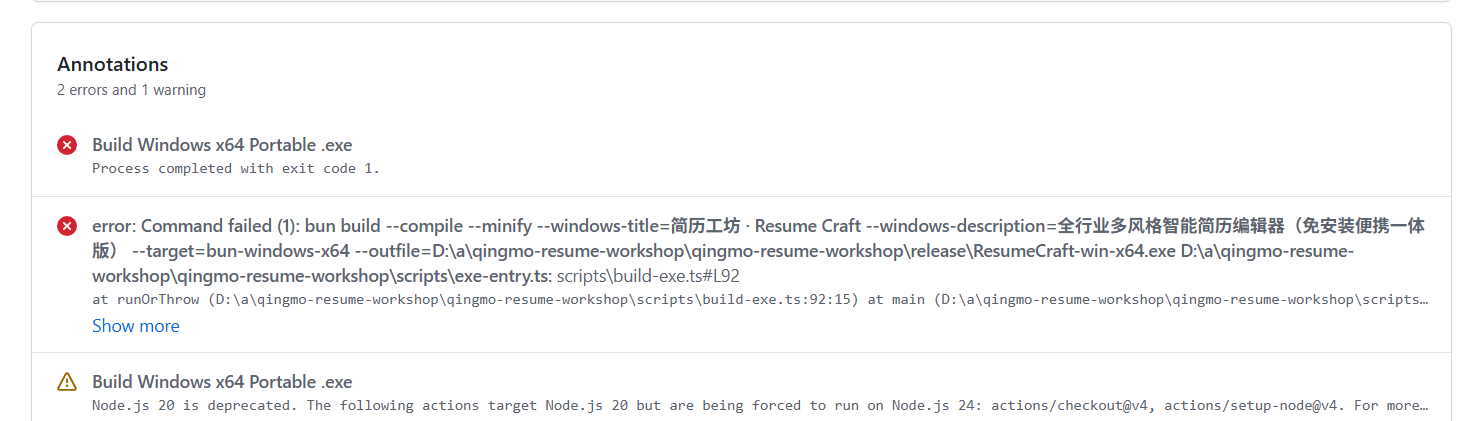 Annotations
2 errors and 1 warning
Build Windows x64 Portable .exe
Process completed with exit code 1.
error: Command failed (1): bun build --compile --minify --windows-title=简历工坊 · Resume Craft --windows-description=全行业多风格智能简历编辑器（免安装便携一体
版） --target=bun-windows-x64 --outfile=D:\a\qingmo-resume-workshop\qingmo-resume-workshop\release\ResumeCraft-win-x64.exe D:\a\qingmo-resume-
workshop\qingmo-resume-workshop\scripts\exe-entry.ts: scripts\build-exe.ts#L92
at runOrThrow (D:\a\qingmo-resume-workshop\qingmo-resume-workshop\scripts\build-exe.ts:92:15) at main (D:\a\qingmo-resume-workshop\qingmo-resume-workshop\scripts…
Show more
Build Windows x64 Portable .exe
Node.js 20 is deprecated. The following actions target Node.js 20 but are being forced to run on Node.js 24: actions/checkout@v4, actions/setup-node@v4. For more…